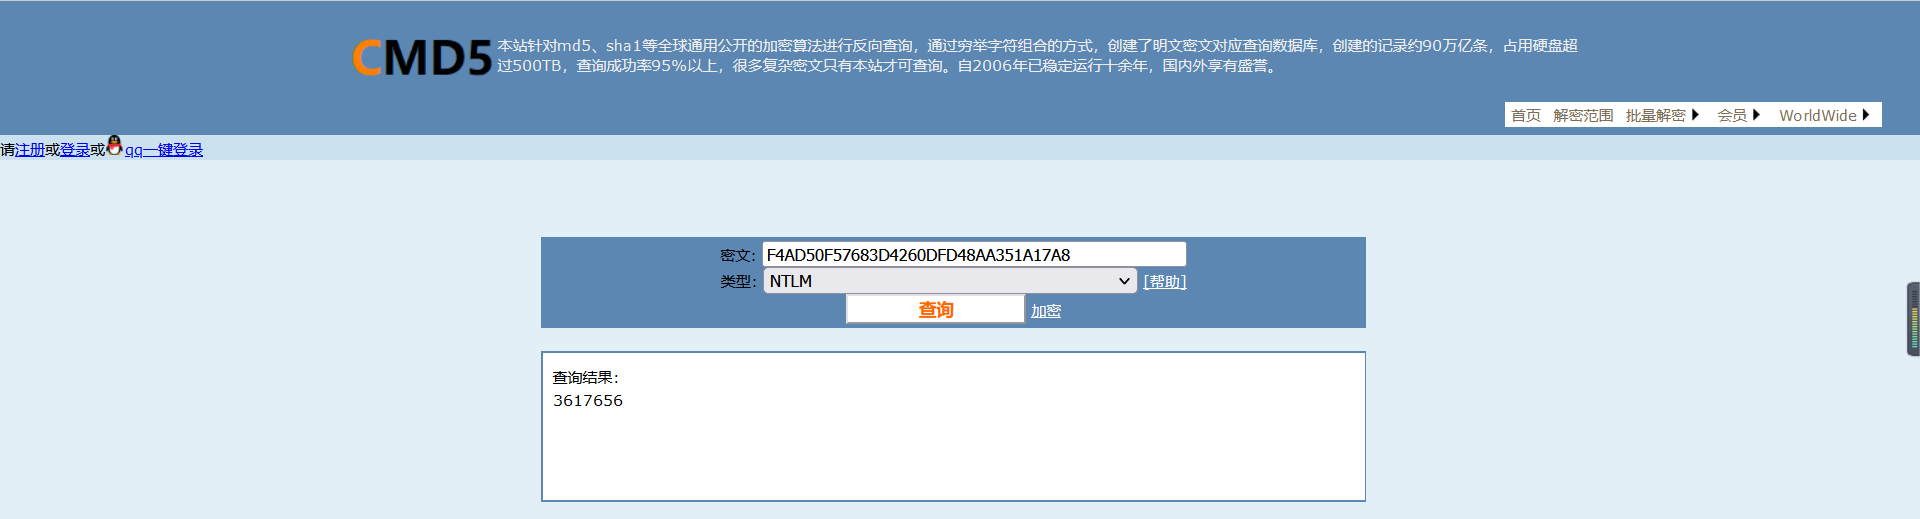 CMD5
本站针对md5、sha1等全球通用公开的加密算法进行反向查询，通过穷举字符组合的方式，创建了明文密文对应查询数据库，创建的记录约90万亿条，占用硬盘超
过500TB，查询成功率95%以上，很多复杂密文只有本站才可查询。自2006年已稳定运行十余年，国内外享有盛誉。
首页 解密范围 批量解密 会员 WorldWide
请注册或登录或qq一键登录
密文: F4AD50F57683D4260DFD48AA351A17A8
类型: NTLM [帮助]
查询 加密
查询结果:
3617656